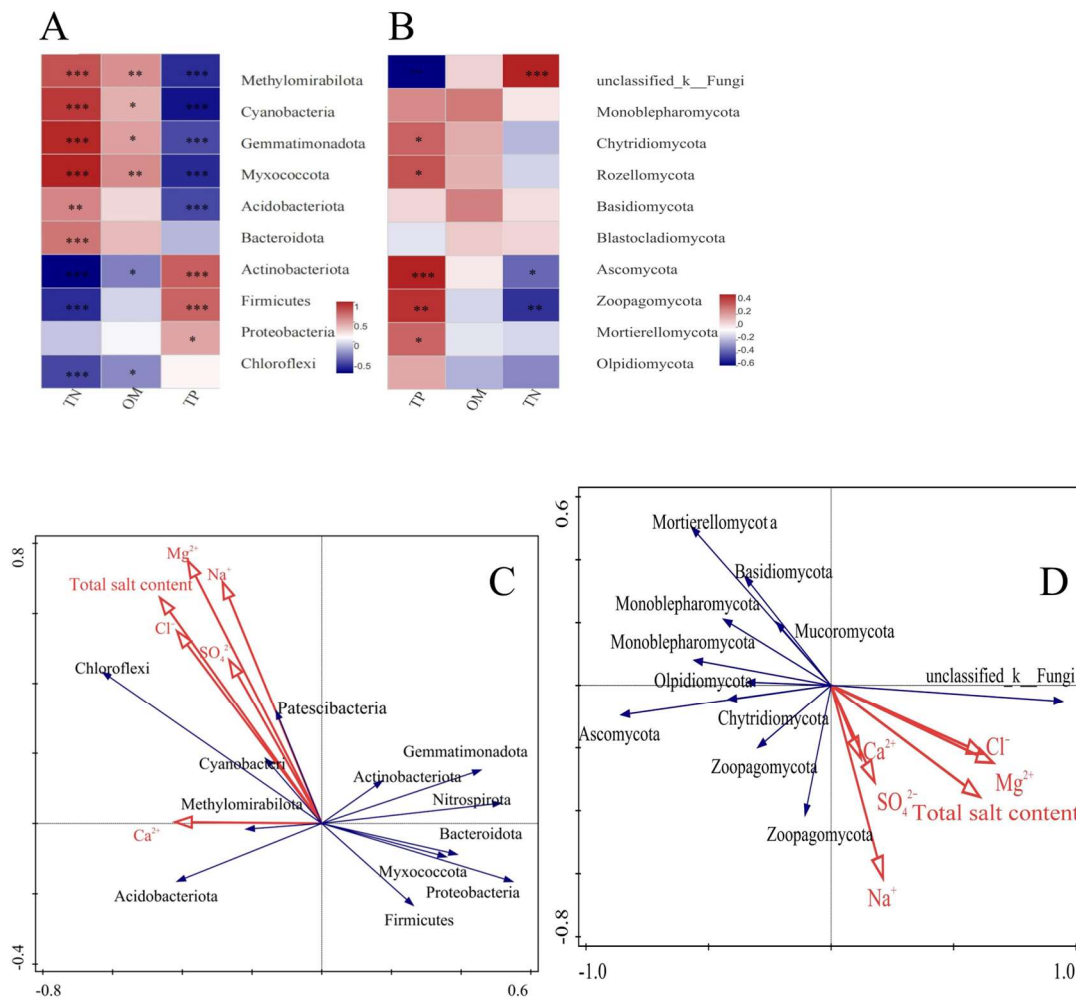 A
B
*** ** ***
Methylomirabilota
*** * ***
Cyanobacteria
*** * ***
Gemmatimonadota
*** ** ***
Myxococcota
** ***
Acidobacteriota
***
Bacteroidota
*** * ***
Actinobacteriota
*** ***
Firmicutes
*
Proteobacteria
*** *
Chloroflexi
1
0.5
0
-0.5
TN
OM
TP
***
unclassified_k__Fungi
Monoblepharomycota
*
Chytridiomycota
*
Rozellomycota
Basidiomycota
Blastocladiomycota
*** *
Ascomycota
** **
Zoopagomycota
*
Mortierellomycota
Olpidiomycota
0.4
0.2
0
-0.2
-0.4
-0.6
TP
OM
TN
C
0.8
Mg²⁺
Na⁺
Total salt content
Cl⁻
SO₄²⁻
Chloroflexi
Patescibacteria
Cyanobacteri
Gemmatimonadota
Actinobacteriota
Methylomirabilota
Nitrospirota
Ca²⁺
Bacteroidota
Myxococcota
Acidobacteriota
Proteobacteria
Firmicutes
-0.4
-0.8
0.6
D
0.6
Mortierellomycota
Basidiomycota
Monoblepharomycota
Mucoromycota
Monoblepharomycota
Olpidiomycota
unclassified_k__Fungi
Ascomycota
Chytridiomycota
Ca²⁺
Cl⁻
Zoopagomycota
Mg²⁺
SO₄²⁻
Total salt content
Zoopagomycota
Na⁺
-0.8
-1.0
1.0